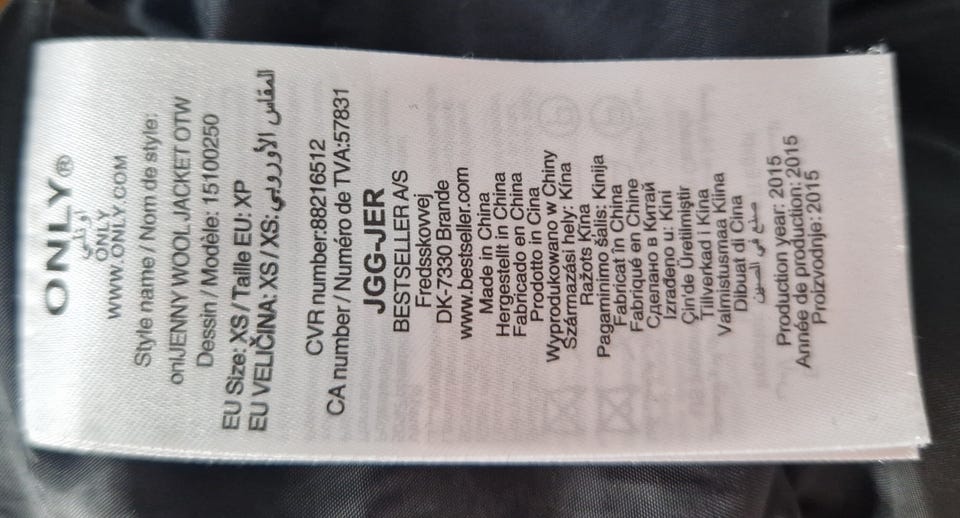 ONLY®
أونلي
ONLY
WWW.ONLY.COM
Style name / Nom de style:
onlJENNY WOOL JACKET OTW
Dessin / Modèle: 15100250
EU Size: XS / Taille EU: XP
EU VELIČINA: XS / XS: المقاس الأوروبي
CVR number:88216512
CA number / Numéro de TVA:57831
JGG-JER
BESTSELLER A/S
Fredsskovvej
DK-7330 Brande
www.bestseller.com
Made in China
Hergestellt in China
Fabricado en China
Prodotto in Cina
Wyprodukowano w Chiny
Származási hely: Kína
Ražots Kīna
Pagaminimo šalis: Kinija
Fabricat in China
Fabriqué en Chine
Сделано в Китай
Izrađeno u: Kini
Çin'de Üretilmiştir
Tillverkad i Kina
Valmistusmaa Kiina
Dibuat di Cina
صنع في الصين
Production year: 2015
Année de production: 2015
Proizvodnje: 2015